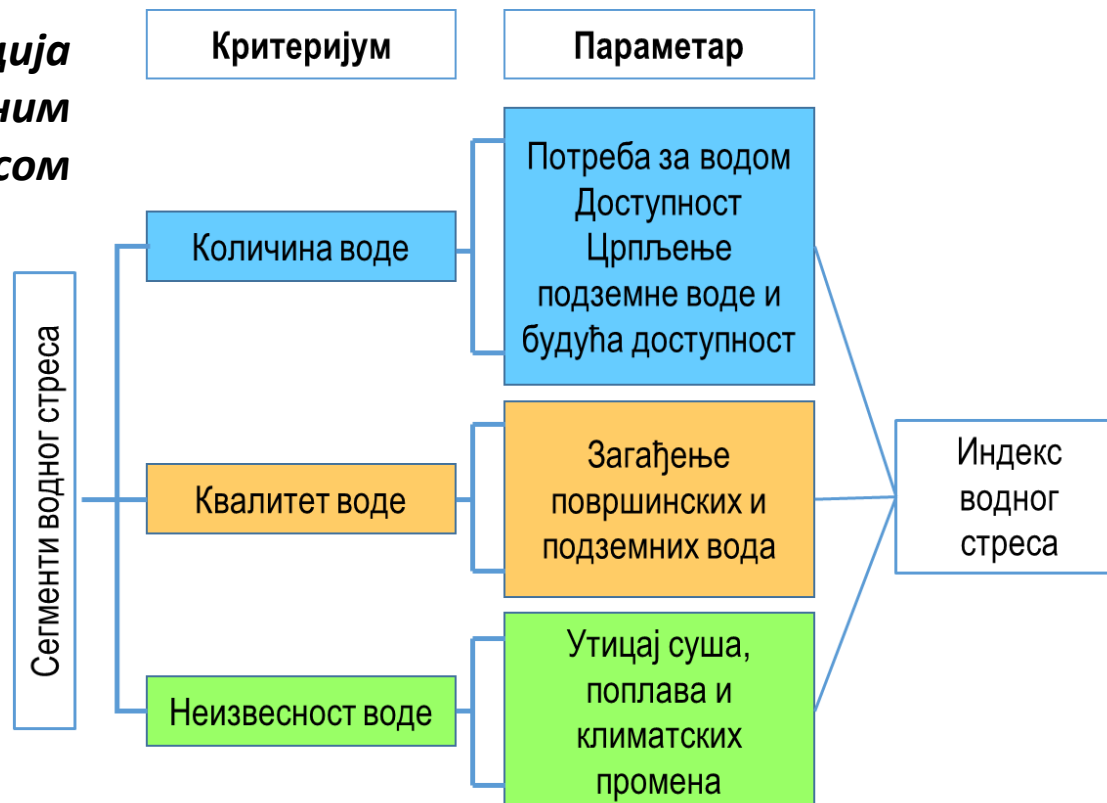 ција
ним
сом
Критеријум
Параметар
Сегменти водног стреса
Количина воде
Потреба за водом
Доступност
Црпљење
подземне воде и
будућа доступност
Квалитет воде
Загађење
површинских и
подземних вода
Неизвесност воде
Утицај суша,
поплава и
климатских
промена
Индекс
водног
стреса